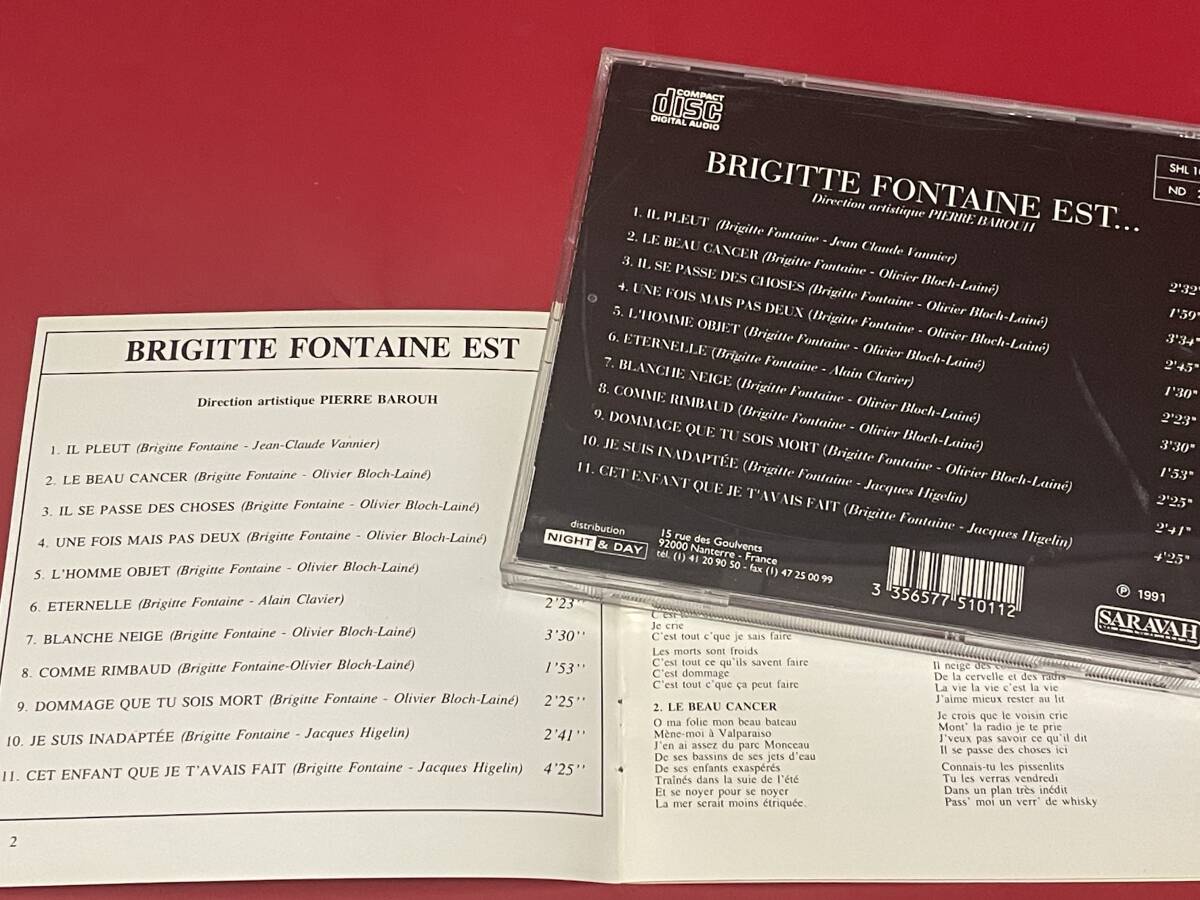 COMPACT
disc
DIGITAL AUDIO
BRIGITTE FONTAINE EST...
Direction artistique PIERRE BAROUH
SHL
ND
1. IL PLEUT (Brigitte Fontaine - Jean Claude Vannier) 2'32"
2. LE BEAU CANCER (Brigitte Fontaine - Olivier Bloch-Lainé) 1'59"
3. IL SE PASSE DES CHOSES (Brigitte Fontaine - Olivier Bloch-Lainé) 3'34"
4. UNE FOIS MAIS PAS DEUX (Brigitte Fontaine - Olivier Bloch-Lainé) 2'45"
5. L'HOMME OBJET (Brigitte Fontaine - Olivier Bloch-Lainé) 1'30"
6. ETERNELLE (Brigitte Fontaine - Alain Clavier) 2'23"
7. BLANCHE NEIGE (Brigitte Fontaine - Olivier Bloch-Lainé) 3'30"
8. COMME RIMBAUD (Brigitte Fontaine - Olivier Bloch-Lainé) 1'53"
9. DOMMAGE QUE TU SOIS MORT (Brigitte Fontaine - Olivier Bloch-Lainé) 2'25"
10. JE SUIS INADAPTÉE (Brigitte Fontaine - Jacques Higelin) 2'41"
11. CET ENFANT QUE JE T'AVAIS FAIT (Brigitte Fontaine - Jacques Higelin) 4'25"
distribution
NIGHT & DAY
15 rue des Goulvents
92000 Nanterre - France
tél. (1) 41 20 90 50 - fax (1) 47 25 00 99
3 356577 510112
℗ 1991
SARAVAH
BRIGITTE FONTAINE EST
Direction artistique PIERRE BAROUH
1. IL PLEUT (Brigitte Fontaine - Jean-Claude Vannier)
2. LE BEAU CANCER (Brigitte Fontaine - Olivier Bloch-Lainé)
3. IL SE PASSE DES CHOSES (Brigitte Fontaine - Olivier Bloch-Lainé)
4. UNE FOIS MAIS PAS DEUX (Brigitte Fontaine - Olivier Bloch-Lainé)
5. L'HOMME OBJET (Brigitte Fontaine - Olivier Bloch-Lainé)
6. ETERNELLE (Brigitte Fontaine - Alain Clavier) 2'23''
7. BLANCHE NEIGE (Brigitte Fontaine - Olivier Bloch-Lainé) 3'30''
8. COMME RIMBAUD (Brigitte Fontaine-Olivier Bloch-Lainé) 1'53''
9. DOMMAGE QUE TU SOIS MORT (Brigitte Fontaine - Olivier Bloch-Lainé) 2'25''
10. JE SUIS INADAPTÉE (Brigitte Fontaine - Jacques Higelin) 2'41''
11. CET ENFANT QUE JE T'AVAIS FAIT (Brigitte Fontaine - Jacques Higelin) 4'25''
2
C'est
Je crie
C'est tout c'que je sais faire
Les morts sont froids
C'est tout ce qu'ils savent faire
C'est dommage
C'est tout c'que ça peut faire
2. LE BEAU CANCER
O ma folie mon beau bateau
Mène-moi à Valparaiso
J'en ai assez du parc Monceau
De ses bassins de ses jets d'eau
De ses enfants exaspérés
Traînés dans la suie de l'été
Et se noyer pour se noyer
La mer serait moins étriquée.
Il neige des
De la cervelle et des radis
La vie la vie c'est la vie
J'aime mieux rester au lit
Je crois que le voisin crie
Mont' la radio je te prie
J'veux pas savoir ce qu'il dit
Il se passe des choses ici
Connais-tu les pissenlits
Tu les verras vendredi
Dans un plan très inédit
Pass' moi un verr' de whisky